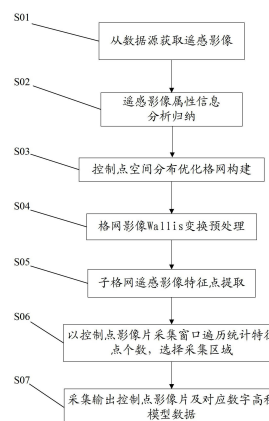 S01
从数据源获取遥感影像
S02
遥感影像属性信息
分析归纳
S03
控制点空间分布优化格网构建
S04
格网影像Wallis变换预处理
S05
子格网遥感影像特征点提取
S06
以控制点影像片采集窗口遍历统计特征
点个数，选择采集区域
S07
采集输出控制点影像片及对应数字高程
模型数据